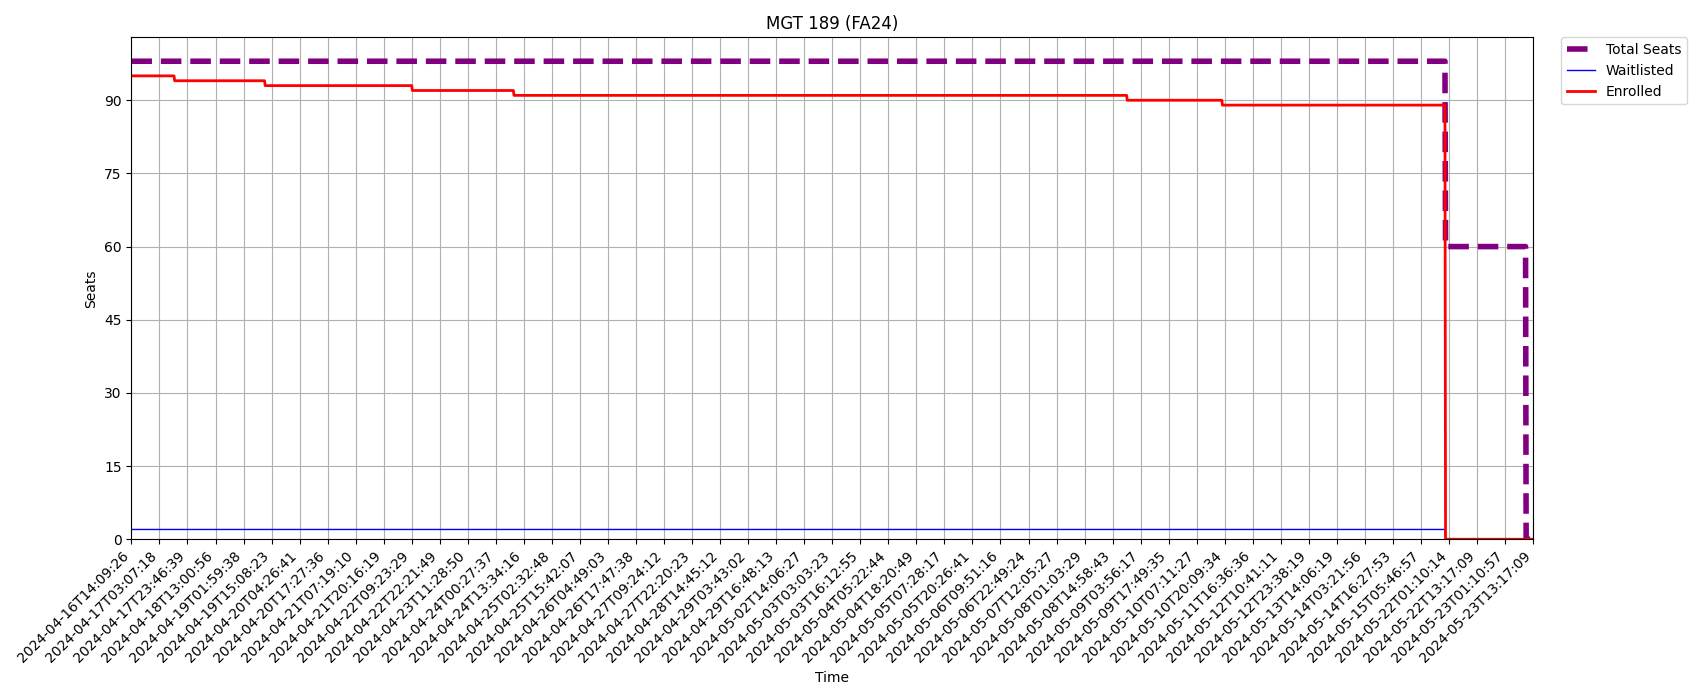 MGT 189 (FA24)
Total Seats
Waitlisted
Enrolled
Seats
90
75
60
45
30
15
0
2024-04-16T14:09:26
2024-04-17T03:07:18
2024-04-17T23:46:39
2024-04-18T13:00:56
2024-04-19T01:59:38
2024-04-19T15:08:23
2024-04-20T04:26:41
2024-04-20T17:27:36
2024-04-21T07:19:10
2024-04-21T20:16:19
2024-04-22T09:23:29
2024-04-22T22:21:49
2024-04-23T11:28:50
2024-04-24T00:27:37
2024-04-24T13:34:16
2024-04-25T02:32:48
2024-04-25T15:42:07
2024-04-26T04:49:03
2024-04-26T17:47:38
2024-04-27T09:24:12
2024-04-27T22:20:23
2024-04-28T14:45:12
2024-04-29T03:43:02
2024-04-29T16:48:13
2024-05-02T14:06:27
2024-05-03T03:03:23
2024-05-03T16:12:55
2024-05-04T05:22:44
2024-05-04T18:20:49
2024-05-05T07:28:17
2024-05-05T20:26:41
2024-05-06T09:51:16
2024-05-06T22:49:24
2024-05-07T12:05:27
2024-05-08T01:03:29
2024-05-08T14:58:43
2024-05-09T03:56:17
2024-05-09T17:49:35
2024-05-10T07:11:27
2024-05-10T20:09:34
2024-05-11T16:36:36
2024-05-12T10:41:11
2024-05-12T23:38:19
2024-05-13T14:06:19
2024-05-14T03:21:56
2024-05-14T16:27:53
2024-05-15T05:46:57
2024-05-22T01:10:14
2024-05-22T13:17:09
2024-05-23T01:10:57
2024-05-23T13:17:09
Time